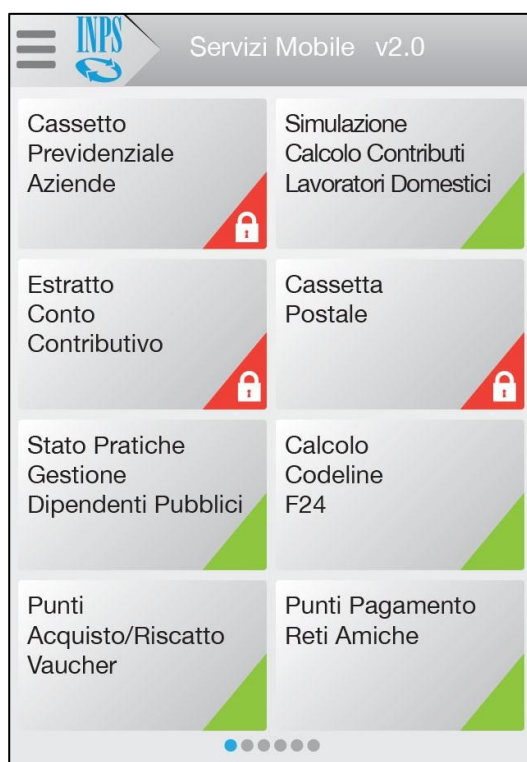 INPS
Servizi Mobile v2.0
Cassetto
Previdenziale
Aziende
Simulazione
Calcolo Contributi
Lavoratori Domestici
Estratto
Conto
Contributivo
Cassetta
Postale
Stato Pratiche
Gestione
Dipendenti Pubblici
Calcolo
Codeline
F24
Punti
Acquisto/Riscatto
Vaucher
Punti Pagamento
Reti Amiche